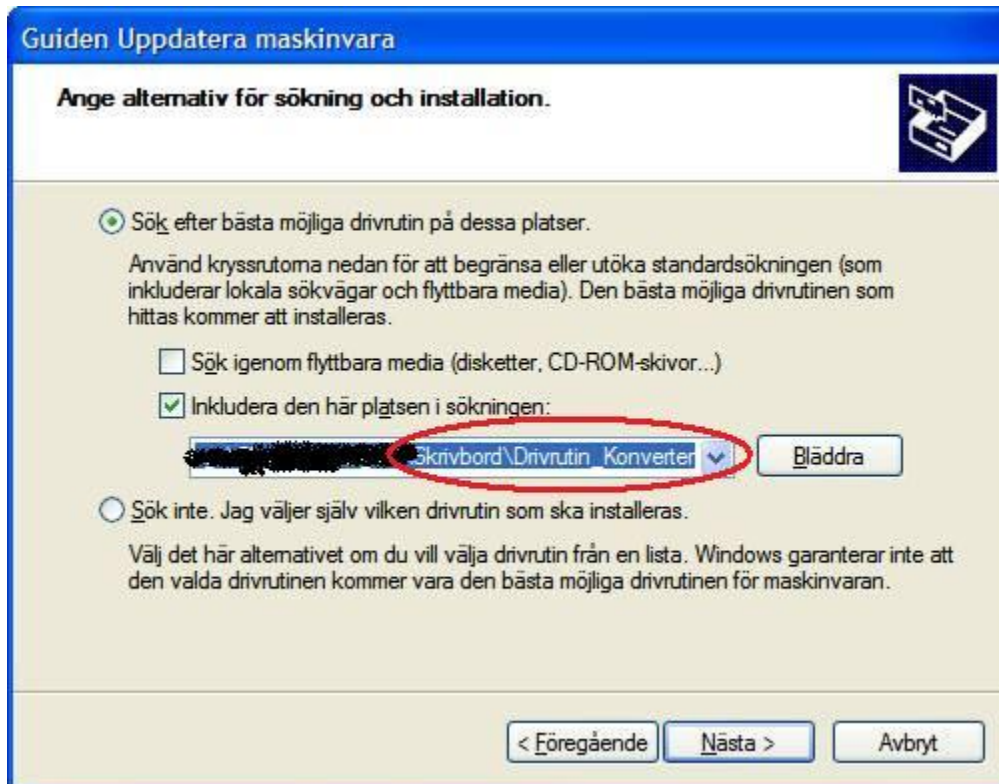 Guiden Uppdatera maskinvara
Ange alternativ för sökning och installation.
Sök efter bästa möjliga drivrutin på dessa platser.
Använd kryssrutorna nedan för att begränsa eller utöka standardsökningen (som
inkluderar lokala sökvägar och flyttbara media). Den bästa möjliga drivrutinen som
hittas kommer att installeras.
Sök igenom flyttbara media (disketter, CD-ROM-skivor...)
Inkludera den här platsen i sökningen:
Skrivbord\Drivrutin_Konverter
Bläddra
Sök inte. Jag väljer själv vilken drivrutin som ska installeras.
Välj det här alternativet om du vill välja drivrutin från en lista. Windows garanterar inte att
den valda drivrutinen kommer vara den bästa möjliga drivrutinen för maskinvaran.
< Föregående
Nästa >
Avbryt